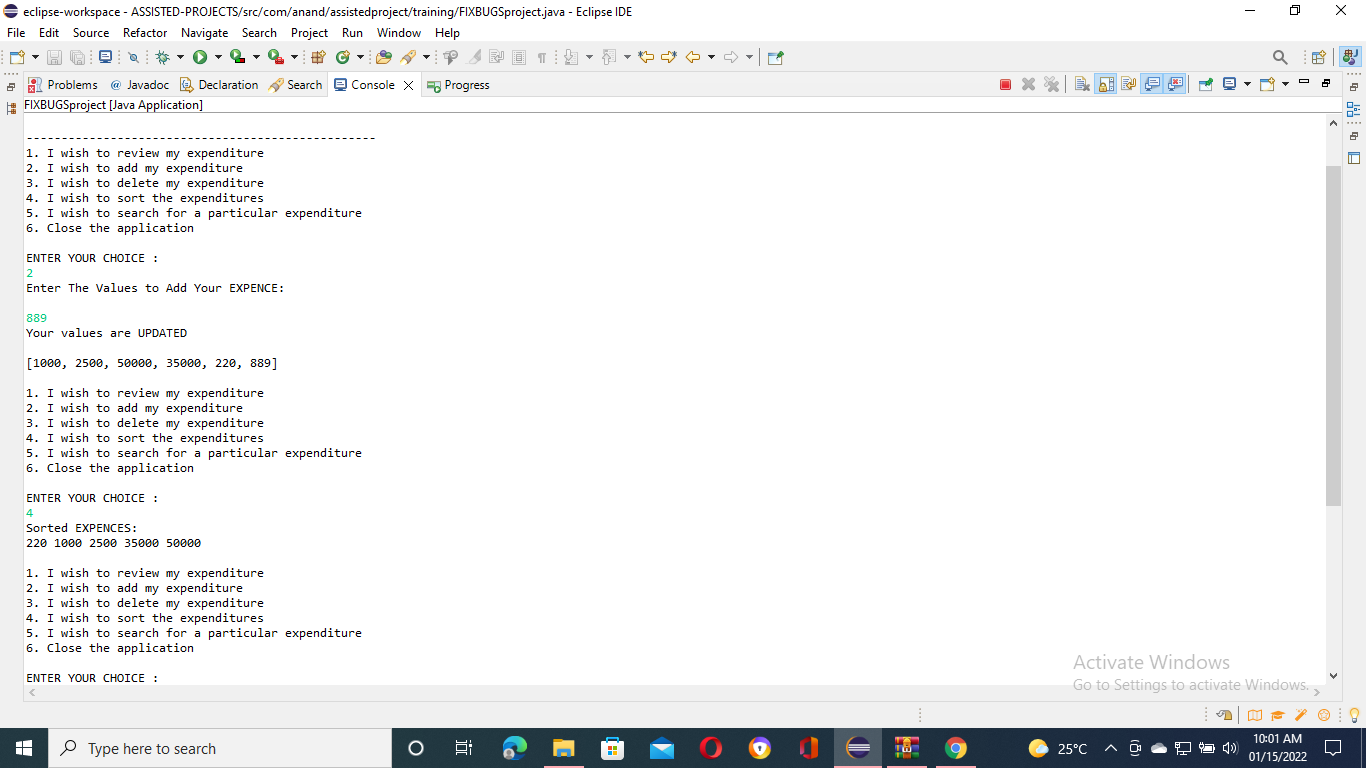 eclipse-workspace - ASSISTED-PROJECTS/src/com/anand/assistedproject/training/FIXBUGSproject.java - Eclipse IDE
File Edit Source Refactor Navigate Search Project Run Window Help
Problems @ Javadoc Declaration Search Console Progress
FIXBUGSproject [Java Application]
--------------------------------------------------
1. I wish to review my expenditure
2. I wish to add my expenditure
3. I wish to delete my expenditure
4. I wish to sort the expenditures
5. I wish to search for a particular expenditure
6. Close the application
ENTER YOUR CHOICE :
2
Enter The Values to Add Your EXPENCE:
889
Your values are UPDATED
[1000, 2500, 50000, 35000, 220, 889]
1. I wish to review my expenditure
2. I wish to add my expenditure
3. I wish to delete my expenditure
4. I wish to sort the expenditures
5. I wish to search for a particular expenditure
6. Close the application
ENTER YOUR CHOICE :
4
Sorted EXPENCES:
220 1000 2500 35000 50000
1. I wish to review my expenditure
2. I wish to add my expenditure
3. I wish to delete my expenditure
4. I wish to sort the expenditures
5. I wish to search for a particular expenditure
6. Close the application
ENTER YOUR CHOICE :
Activate Windows
Go to Settings to activate Windows.
Type here to search
25°C
10:01 AM
01/15/2022